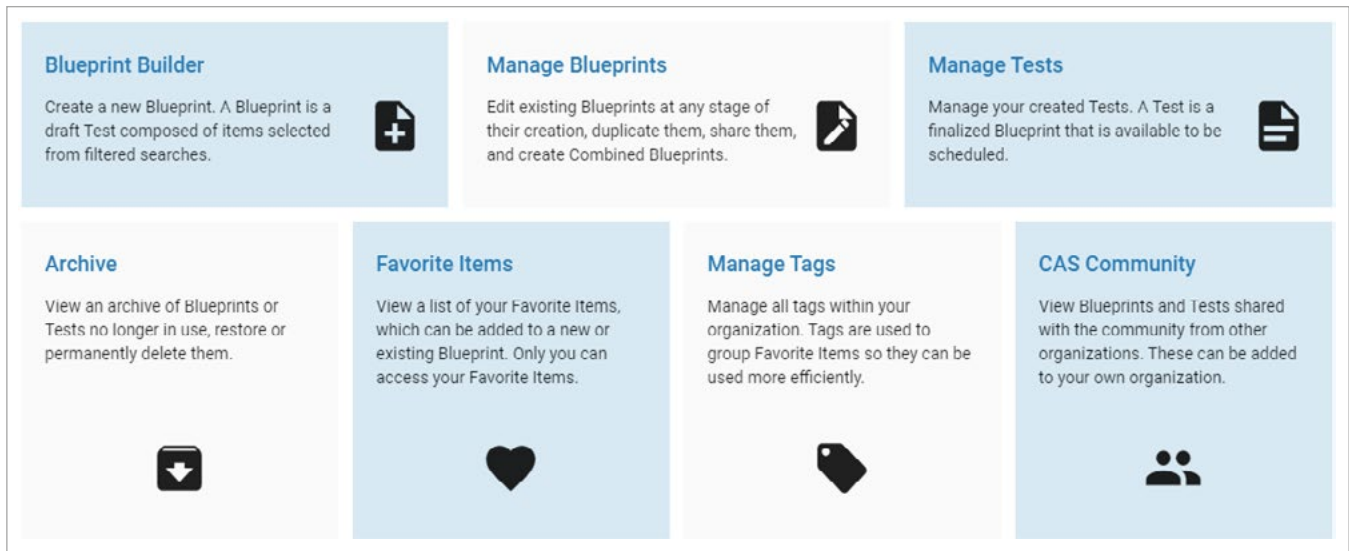 Blueprint Builder
Create a new Blueprint. A Blueprint is a
draft Test composed of items selected
from filtered searches.
Manage Blueprints
Edit existing Blueprints at any stage of
their creation, duplicate them, share them,
and create Combined Blueprints.
Manage Tests
Manage your created Tests. A Test is a
finalized Blueprint that is available to be
scheduled.
Archive
View an archive of Blueprints or
Tests no longer in use, restore or
permanently delete them.
Favorite Items
View a list of your Favorite Items,
which can be added to a new or
existing Blueprint. Only you can
access your Favorite Items.
Manage Tags
Manage all tags within your
organization. Tags are used to
group Favorite Items so they can be
used more efficiently.
CAS Community
View Blueprints and Tests shared
with the community from other
organizations. These can be added
to your own organization.